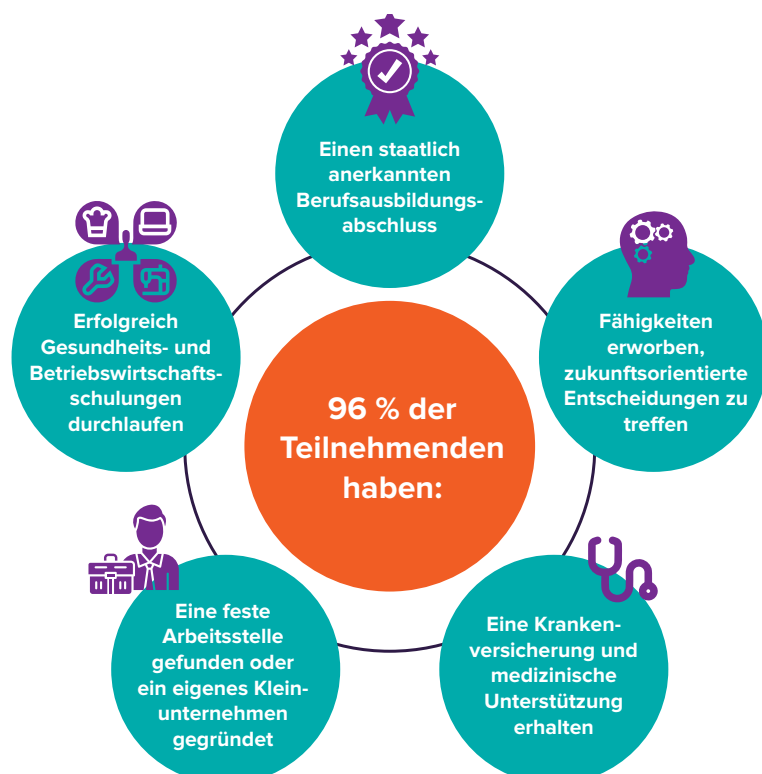 Einen staatlich
anerkannten
Berufsausbildungs-
abschluss
Erfolgreich
Gesundheits- und
Betriebswirtschafts-
schulungen
durchlaufen
Fähigkeiten
erworben,
zukunftsorientierte
Entscheidungen zu
treffen
96 % der
Teilnehmenden
haben:
Eine feste
Arbeitsstelle
gefunden oder
ein eigenes Klein-
unternehmen
gegründet
Eine Kranken-
versicherung und
medizinische
Unterstützung
erhalten